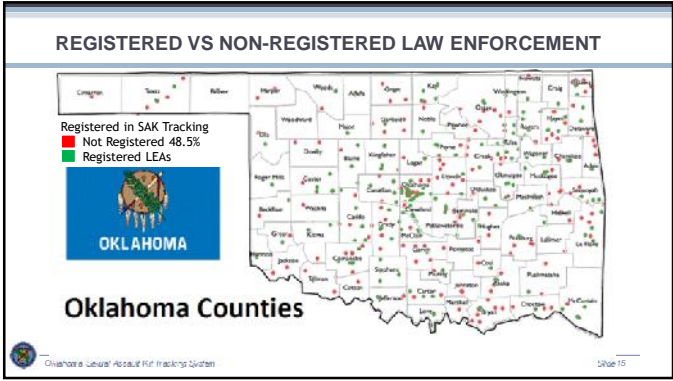 REGISTERED VS NON-REGISTERED LAW ENFORCEMENT
Cimarron Texas Beaver Harper Woods Alfalfa Grant Kay Washington Craig
Woodward Major Garfield Noble Pawnee Osage Rogers Mayes Delaware
Registered in SAK Tracking
Not Registered 48.5%
Registered LEAs
Ellis Dewey Blaine Kingfisher Logan Payne Creek Tulsa Wagoner Cherokee Adair
Roger Mills Custer Canadian Oklahoma Lincoln Okmulgee Muskogee Sequoyah
Beckham Washita Caddo Grady Cleveland Seminole McIntosh Haskell
OKLAHOMA
Greer Kiowa McClain Pottawatomie Hughes Pittsburg Latimer Le Flore
Harmon Jackson Comanche Stephens Garvin Pontotoc Coal
Tillman Cotton Jefferson Murray Carter Johnston Atoka Pushmataha
Love Marshall Bryan Choctaw McCurtain
Oklahoma Counties
Oklahoma Sexual Assault Kit Tracking System
Slide 15